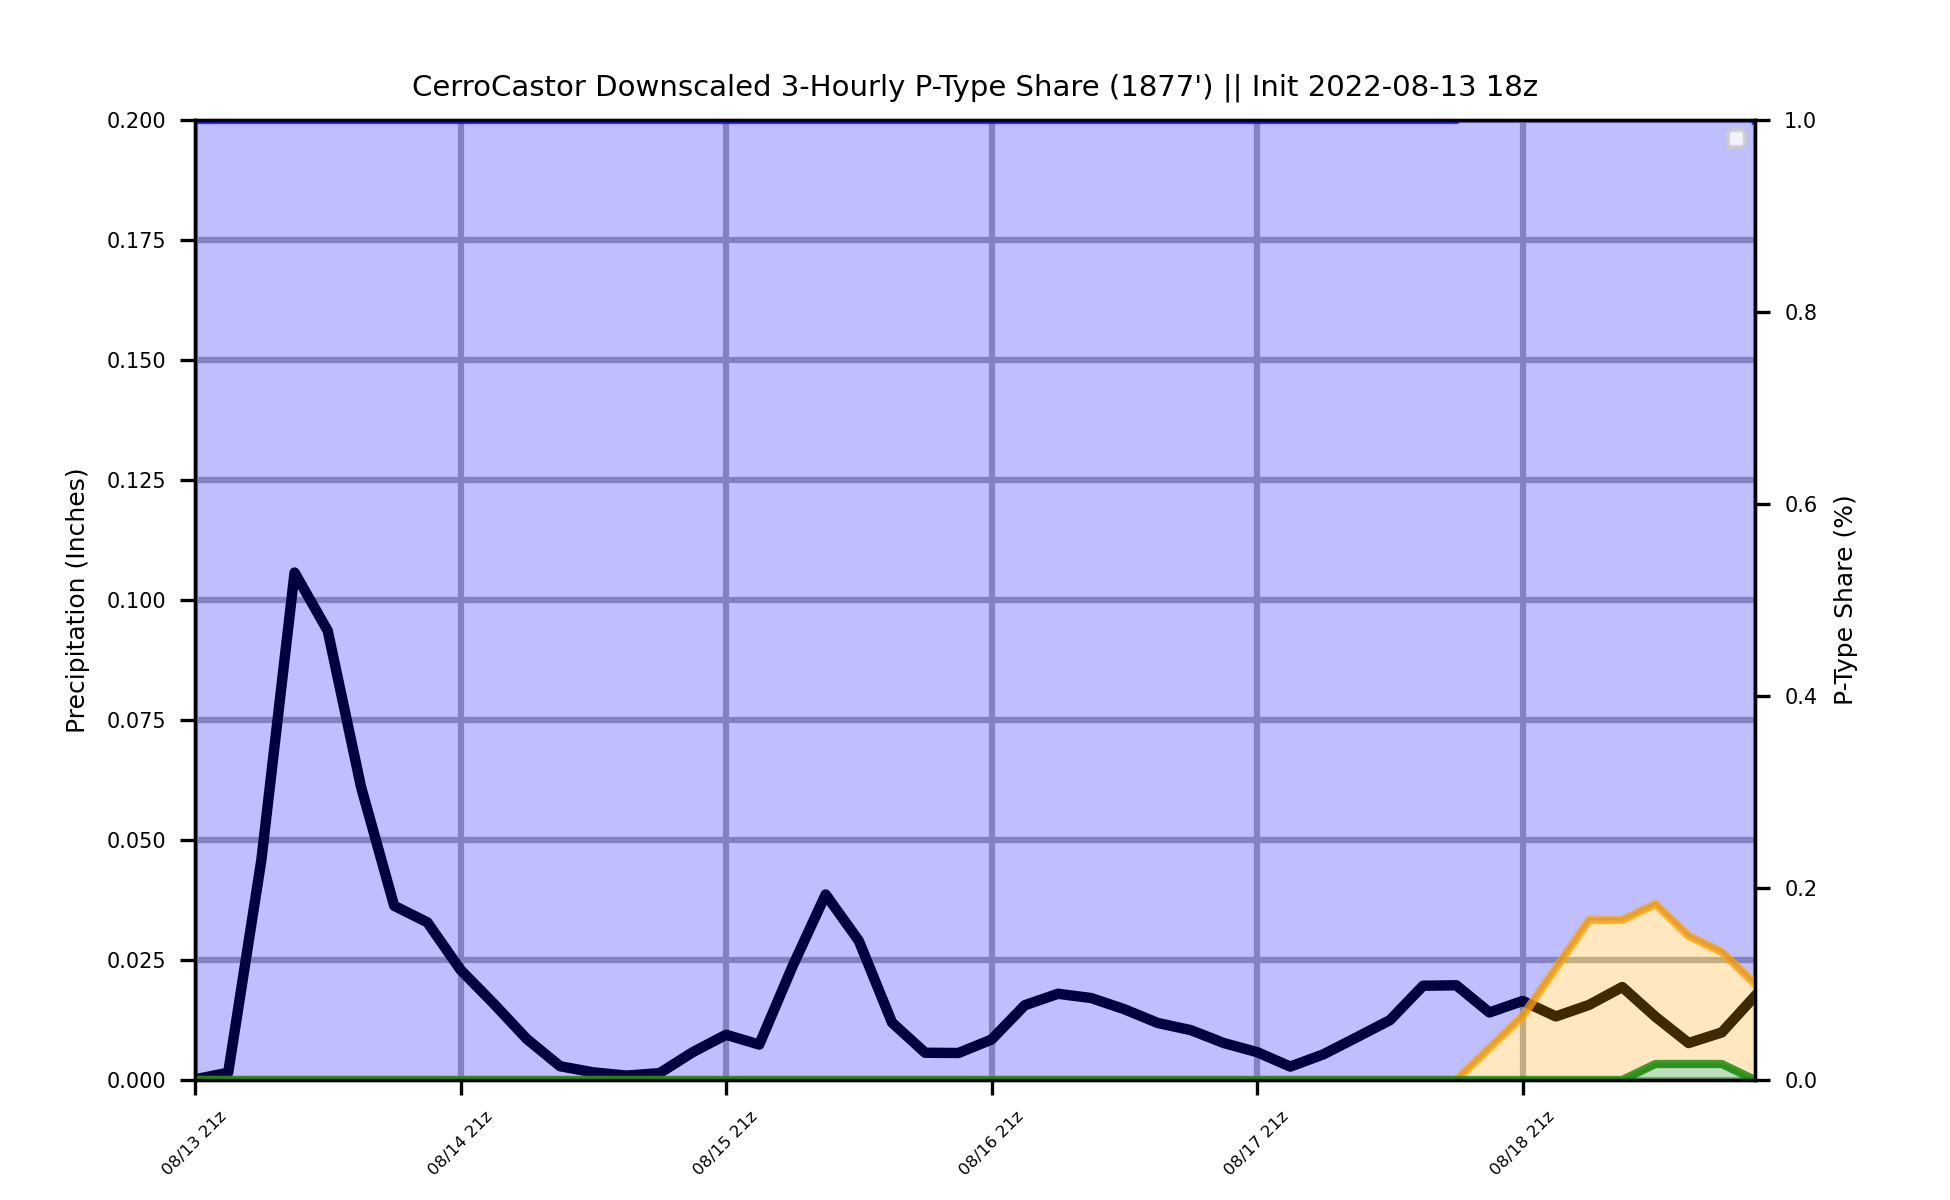 CerroCastor Downscaled 3-Hourly P-Type Share (1877') || Init 2022-08-13 18z
Precipitation (Inches)
0.200
0.175
0.150
0.125
0.100
0.075
0.050
0.025
0.000
1.0
0.8
0.6
0.4
0.2
0.0
P-Type Share (%)
08/13 21z
08/14 21z
08/15 21z
08/16 21z
08/17 21z
08/18 21z